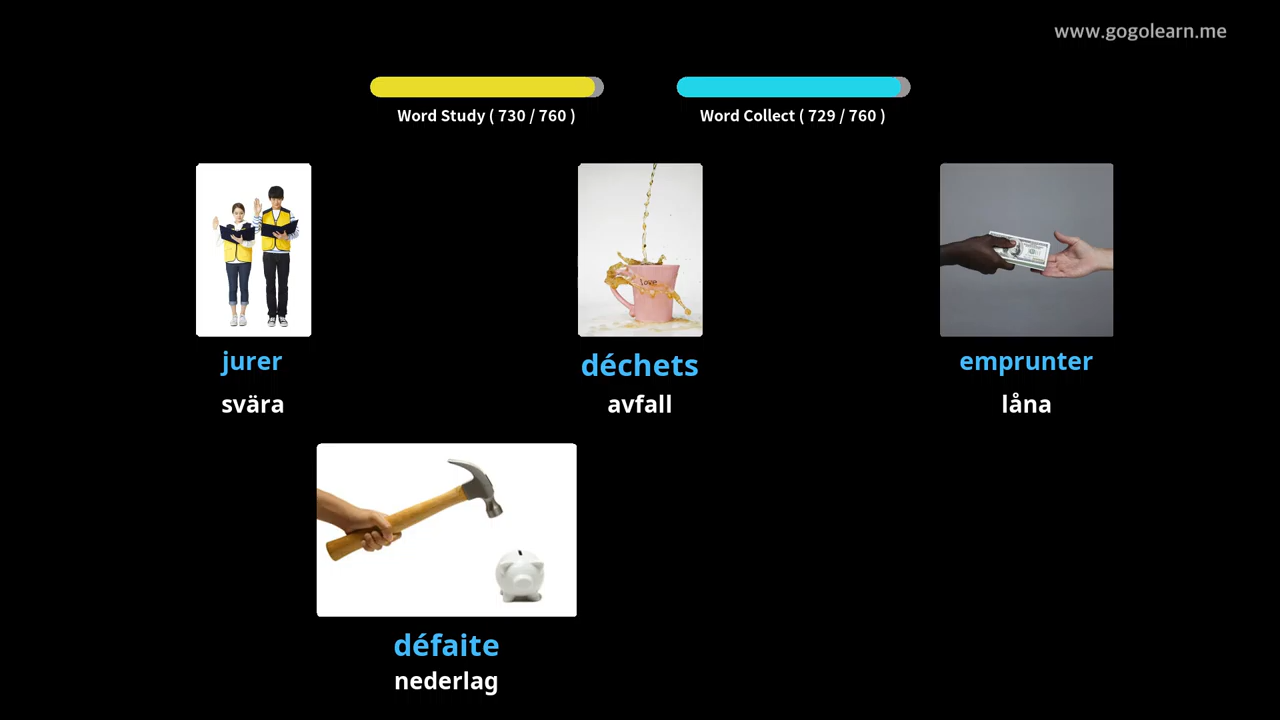 www.gogolearn.me
Word Study ( 730 / 760 )
Word Collect ( 729 / 760 )
love
jurer
déchets
emprunter
svära
avfall
låna
défaite
nederlag